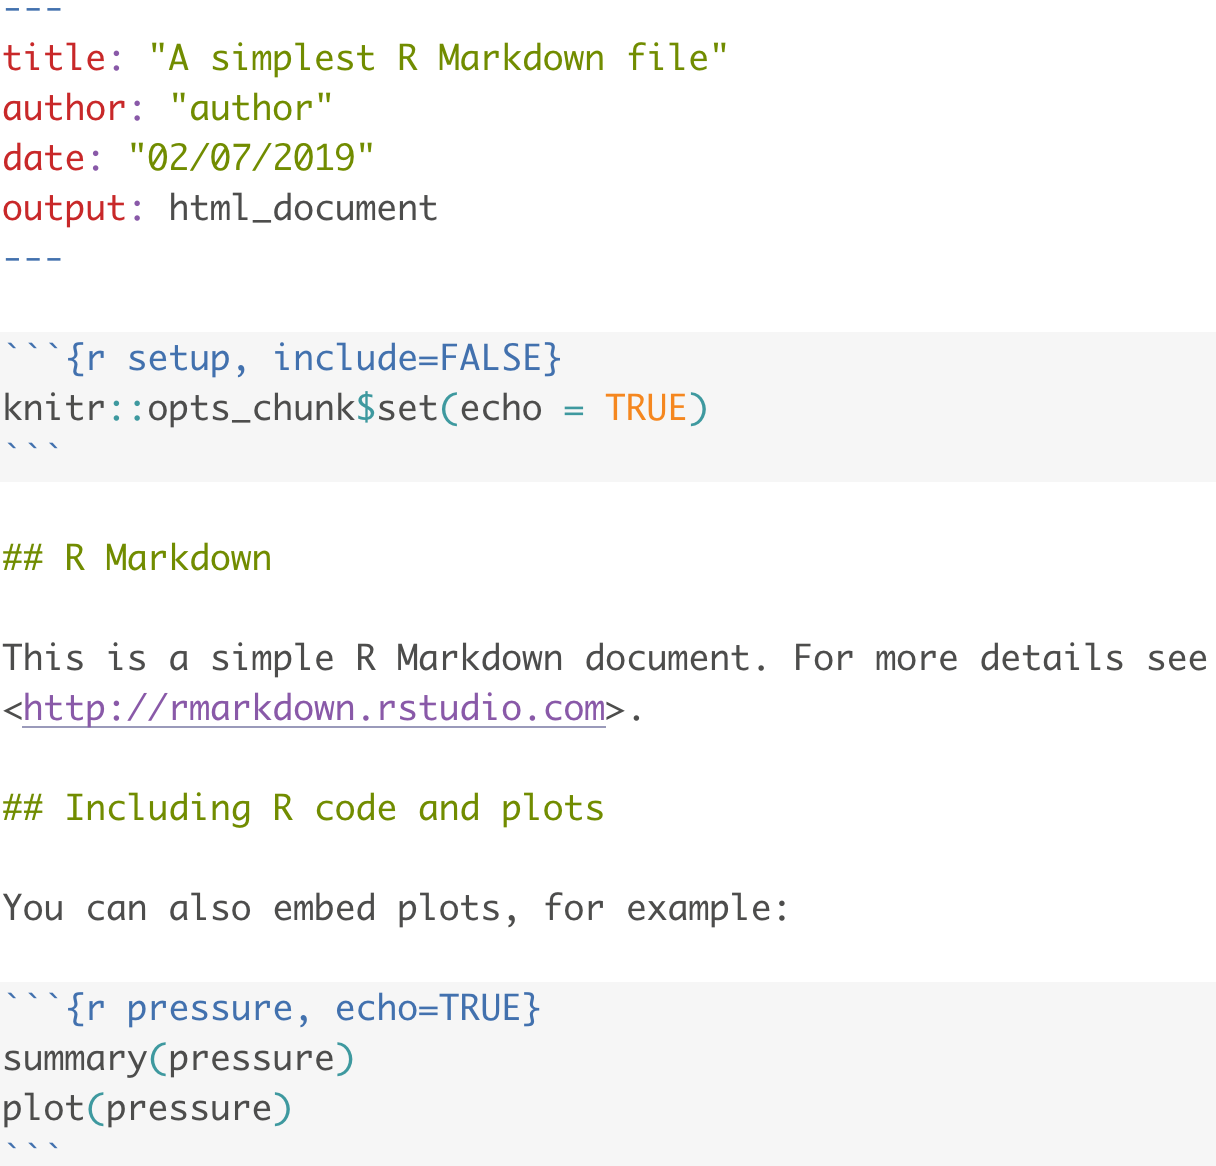 ---
title: "A simplest R Markdown file"
author: "author"
date: "02/07/2019"
output: html_document
---
```{r setup, include=FALSE}
knitr::opts_chunk$set(echo = TRUE)
```
## R Markdown
This is a simple R Markdown document. For more details see
<http://rmarkdown.rstudio.com>.
## Including R code and plots
You can also embed plots, for example:
```{r pressure, echo=TRUE}
summary(pressure)
plot(pressure)
```